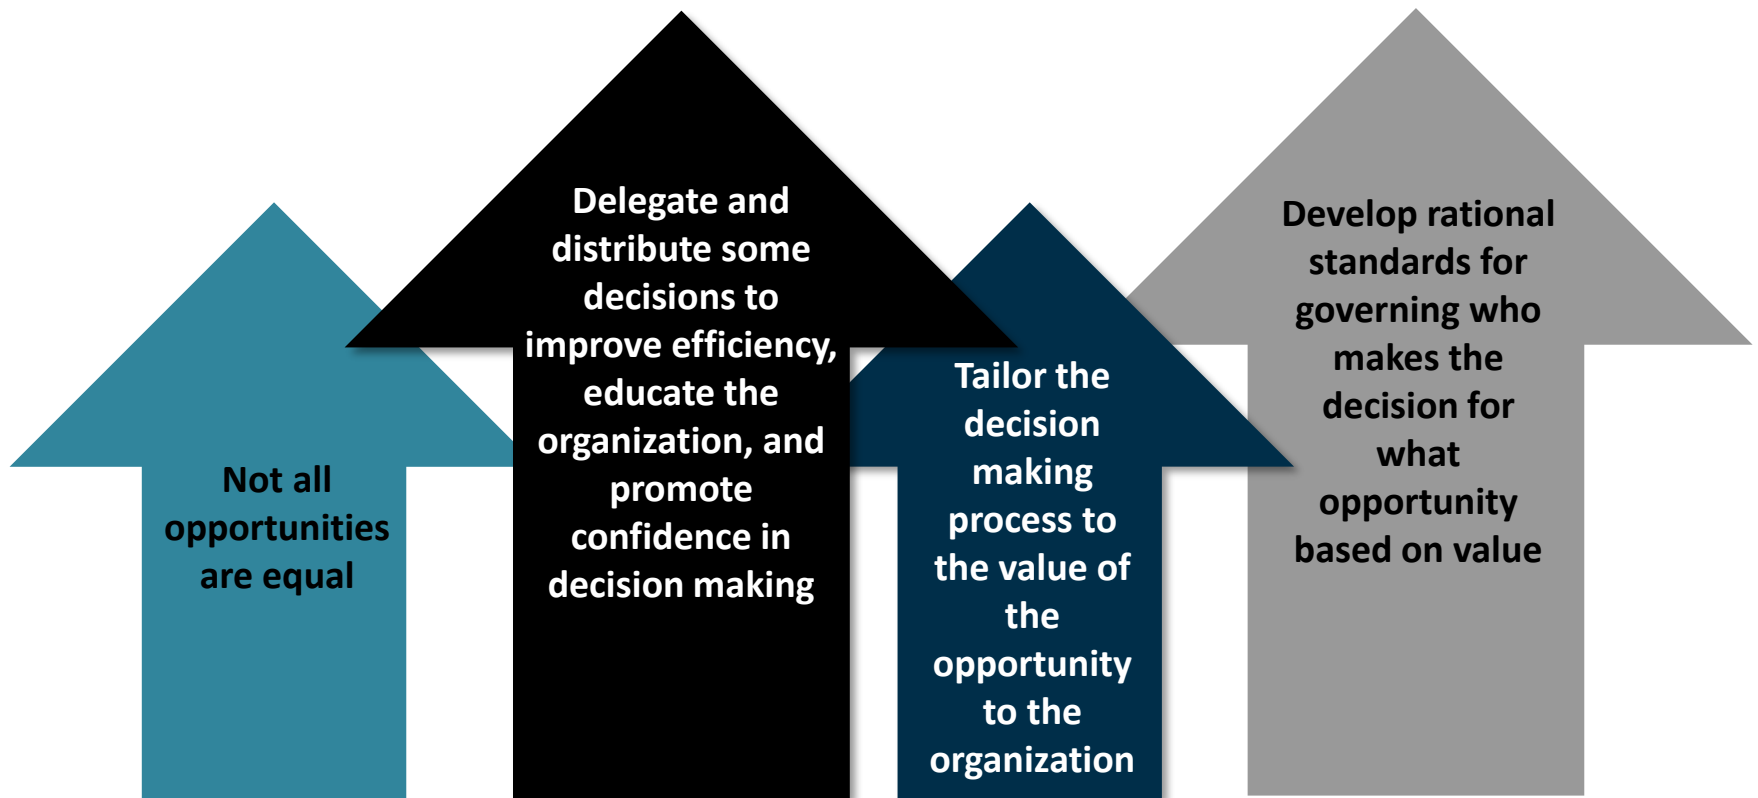 Not all
opportunities
are equal
Delegate and
distribute some
decisions to
improve efficiency,
educate the
organization, and
promote
confidence in
decision making
Tailor the
decision
making
process to
the value of
the
opportunity
to the
organization
Develop rational
standards for
governing who
makes the
decision for
what
opportunity
based on value